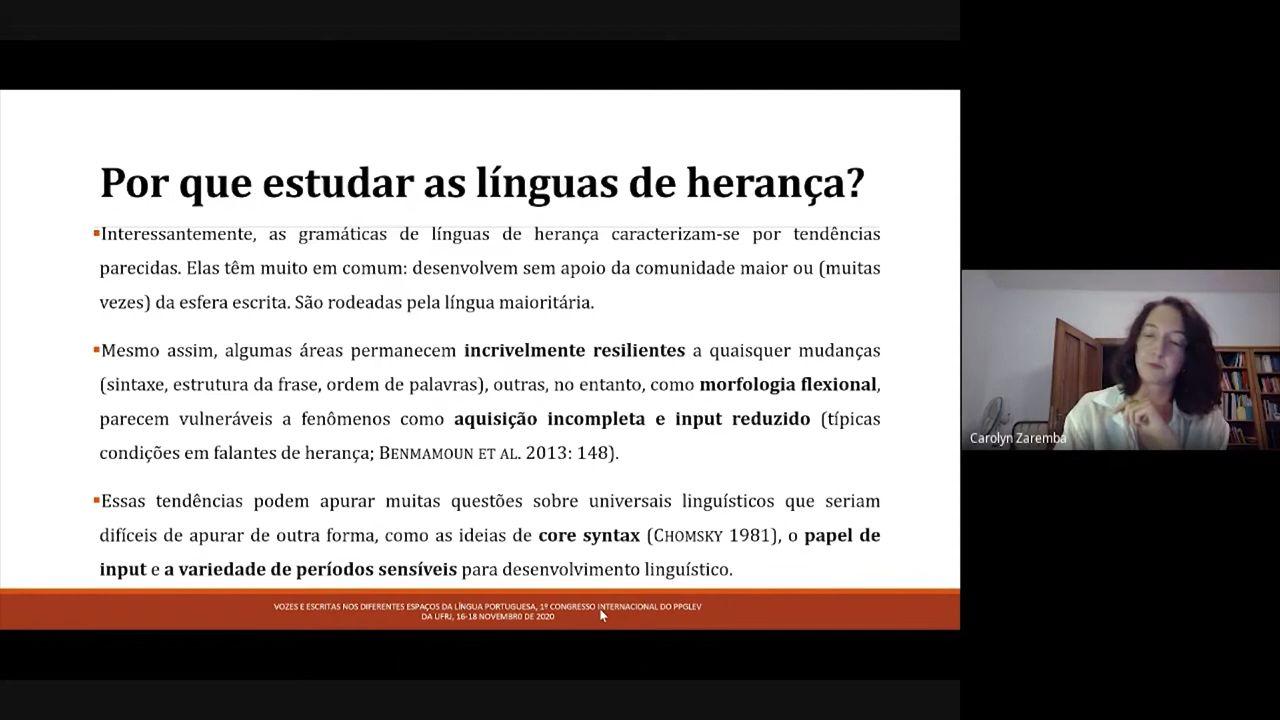 Por que estudar as línguas de herança?
▪Interessantemente, as gramáticas de línguas de herança caracterizam-se por tendências
parecidas. Elas têm muito em comum: desenvolvem sem apoio da comunidade maior ou (muitas
vezes) da esfera escrita. São rodeadas pela língua maioritária.
▪Mesmo assim, algumas áreas permanecem incrivelmente resilientes a quaisquer mudanças
(sintaxe, estrutura da frase, ordem de palavras), outras, no entanto, como morfologia flexional,
parecem vulneráveis a fenômenos como aquisição incompleta e input reduzido (típicas
condições em falantes de herança; BENMAMOUN ET AL. 2013: 148).
▪Essas tendências podem apurar muitas questões sobre universais linguísticos que seriam
difíceis de apurar de outra forma, como as ideias de core syntax (CHOMSKY 1981), o papel de
input e a variedade de períodos sensíveis para desenvolvimento linguístico.
VOZES E ESCRITAS NOS DIFERENTES ESPAÇOS DA LÍNGUA PORTUGUESA, 1º CONGRESSO INTERNACIONAL DO PPGLEV
DA UFRJ, 16-18 NOVEMBR0 DE 2020
Carolyn Zaremba